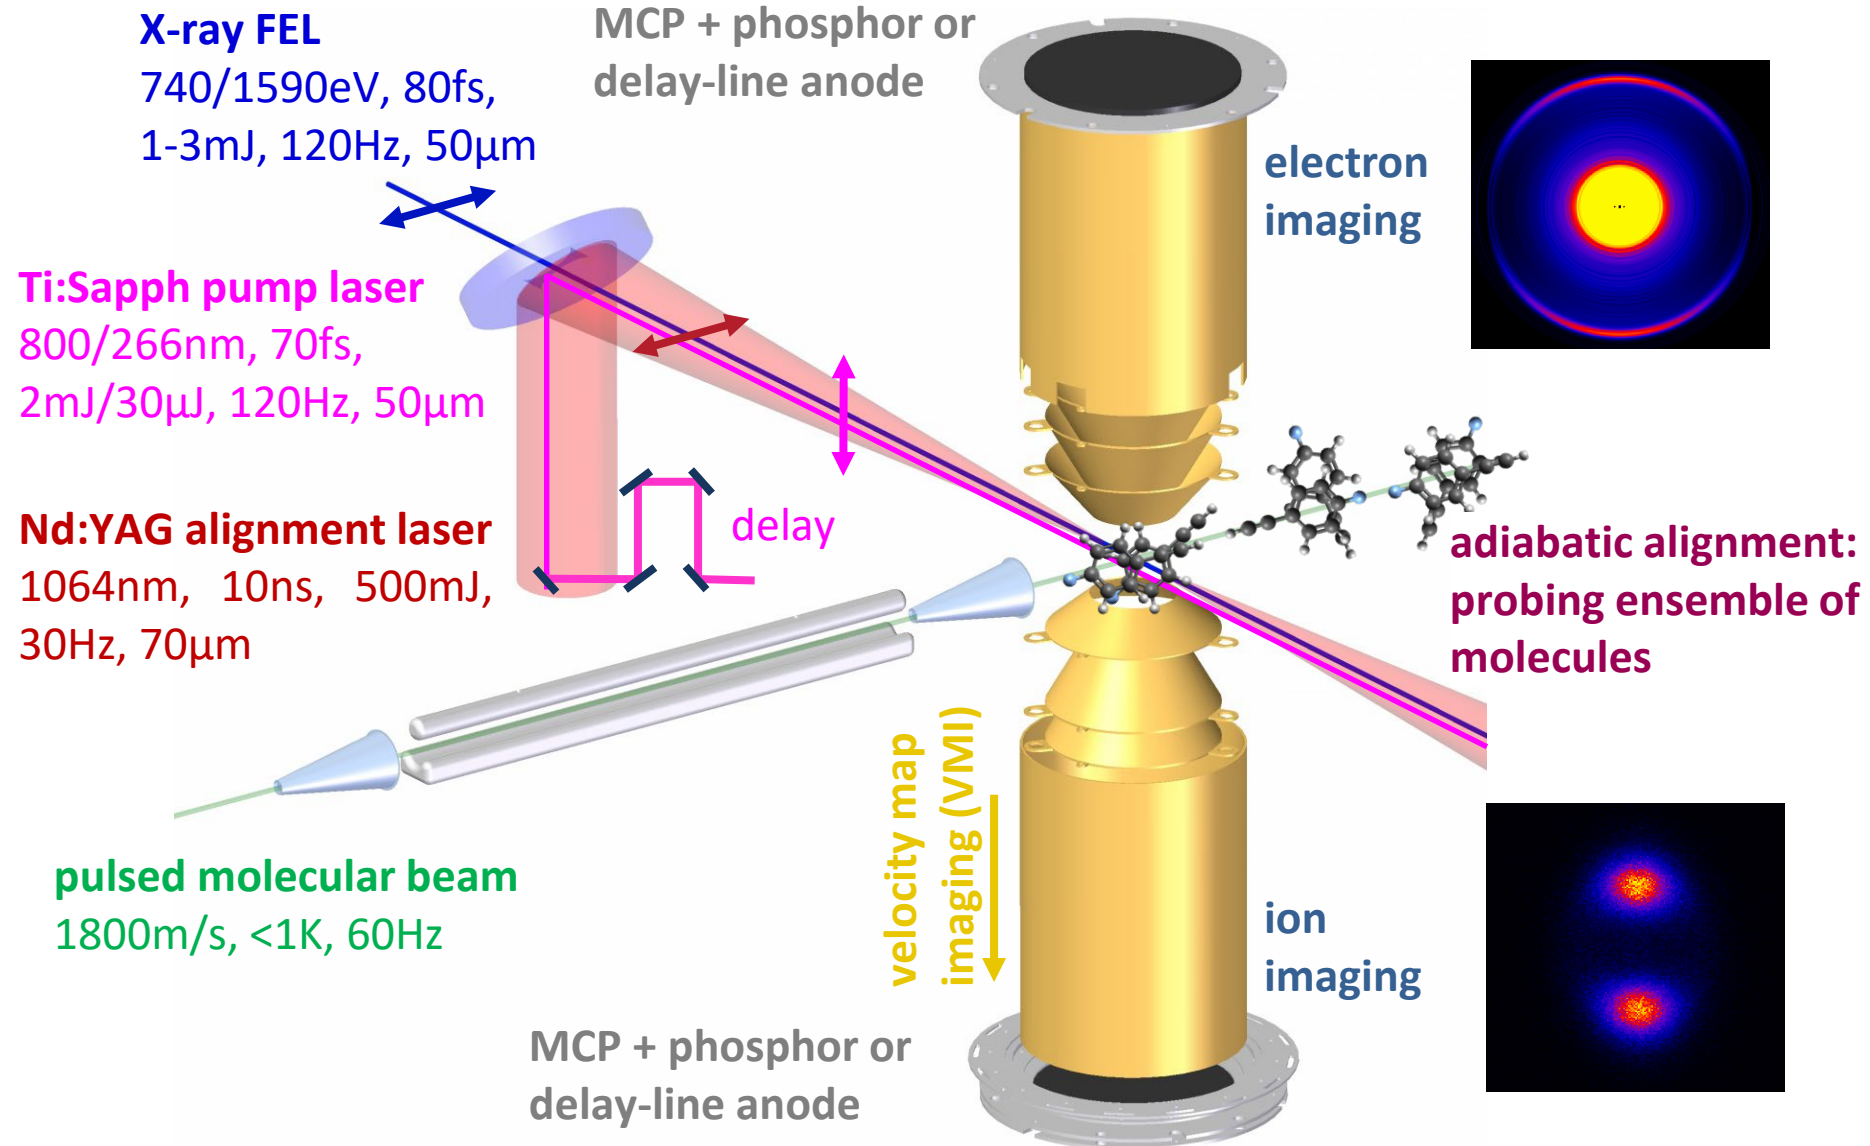 X-ray FEL
740/1590eV, 80fs,
1-3mJ, 120Hz, 50µm
MCP + phosphor or
delay-line anode
electron
imaging
Ti:Sapph pump laser
800/266nm, 70fs,
2mJ/30µJ, 120Hz, 50µm
Nd:YAG alignment laser
1064nm, 10ns, 500mJ,
30Hz, 70µm
delay
adiabatic alignment:
probing ensemble of
molecules
velocity map
imaging (VMI)
pulsed molecular beam
1800m/s, <1K, 60Hz
ion
imaging
MCP + phosphor or
delay-line anode